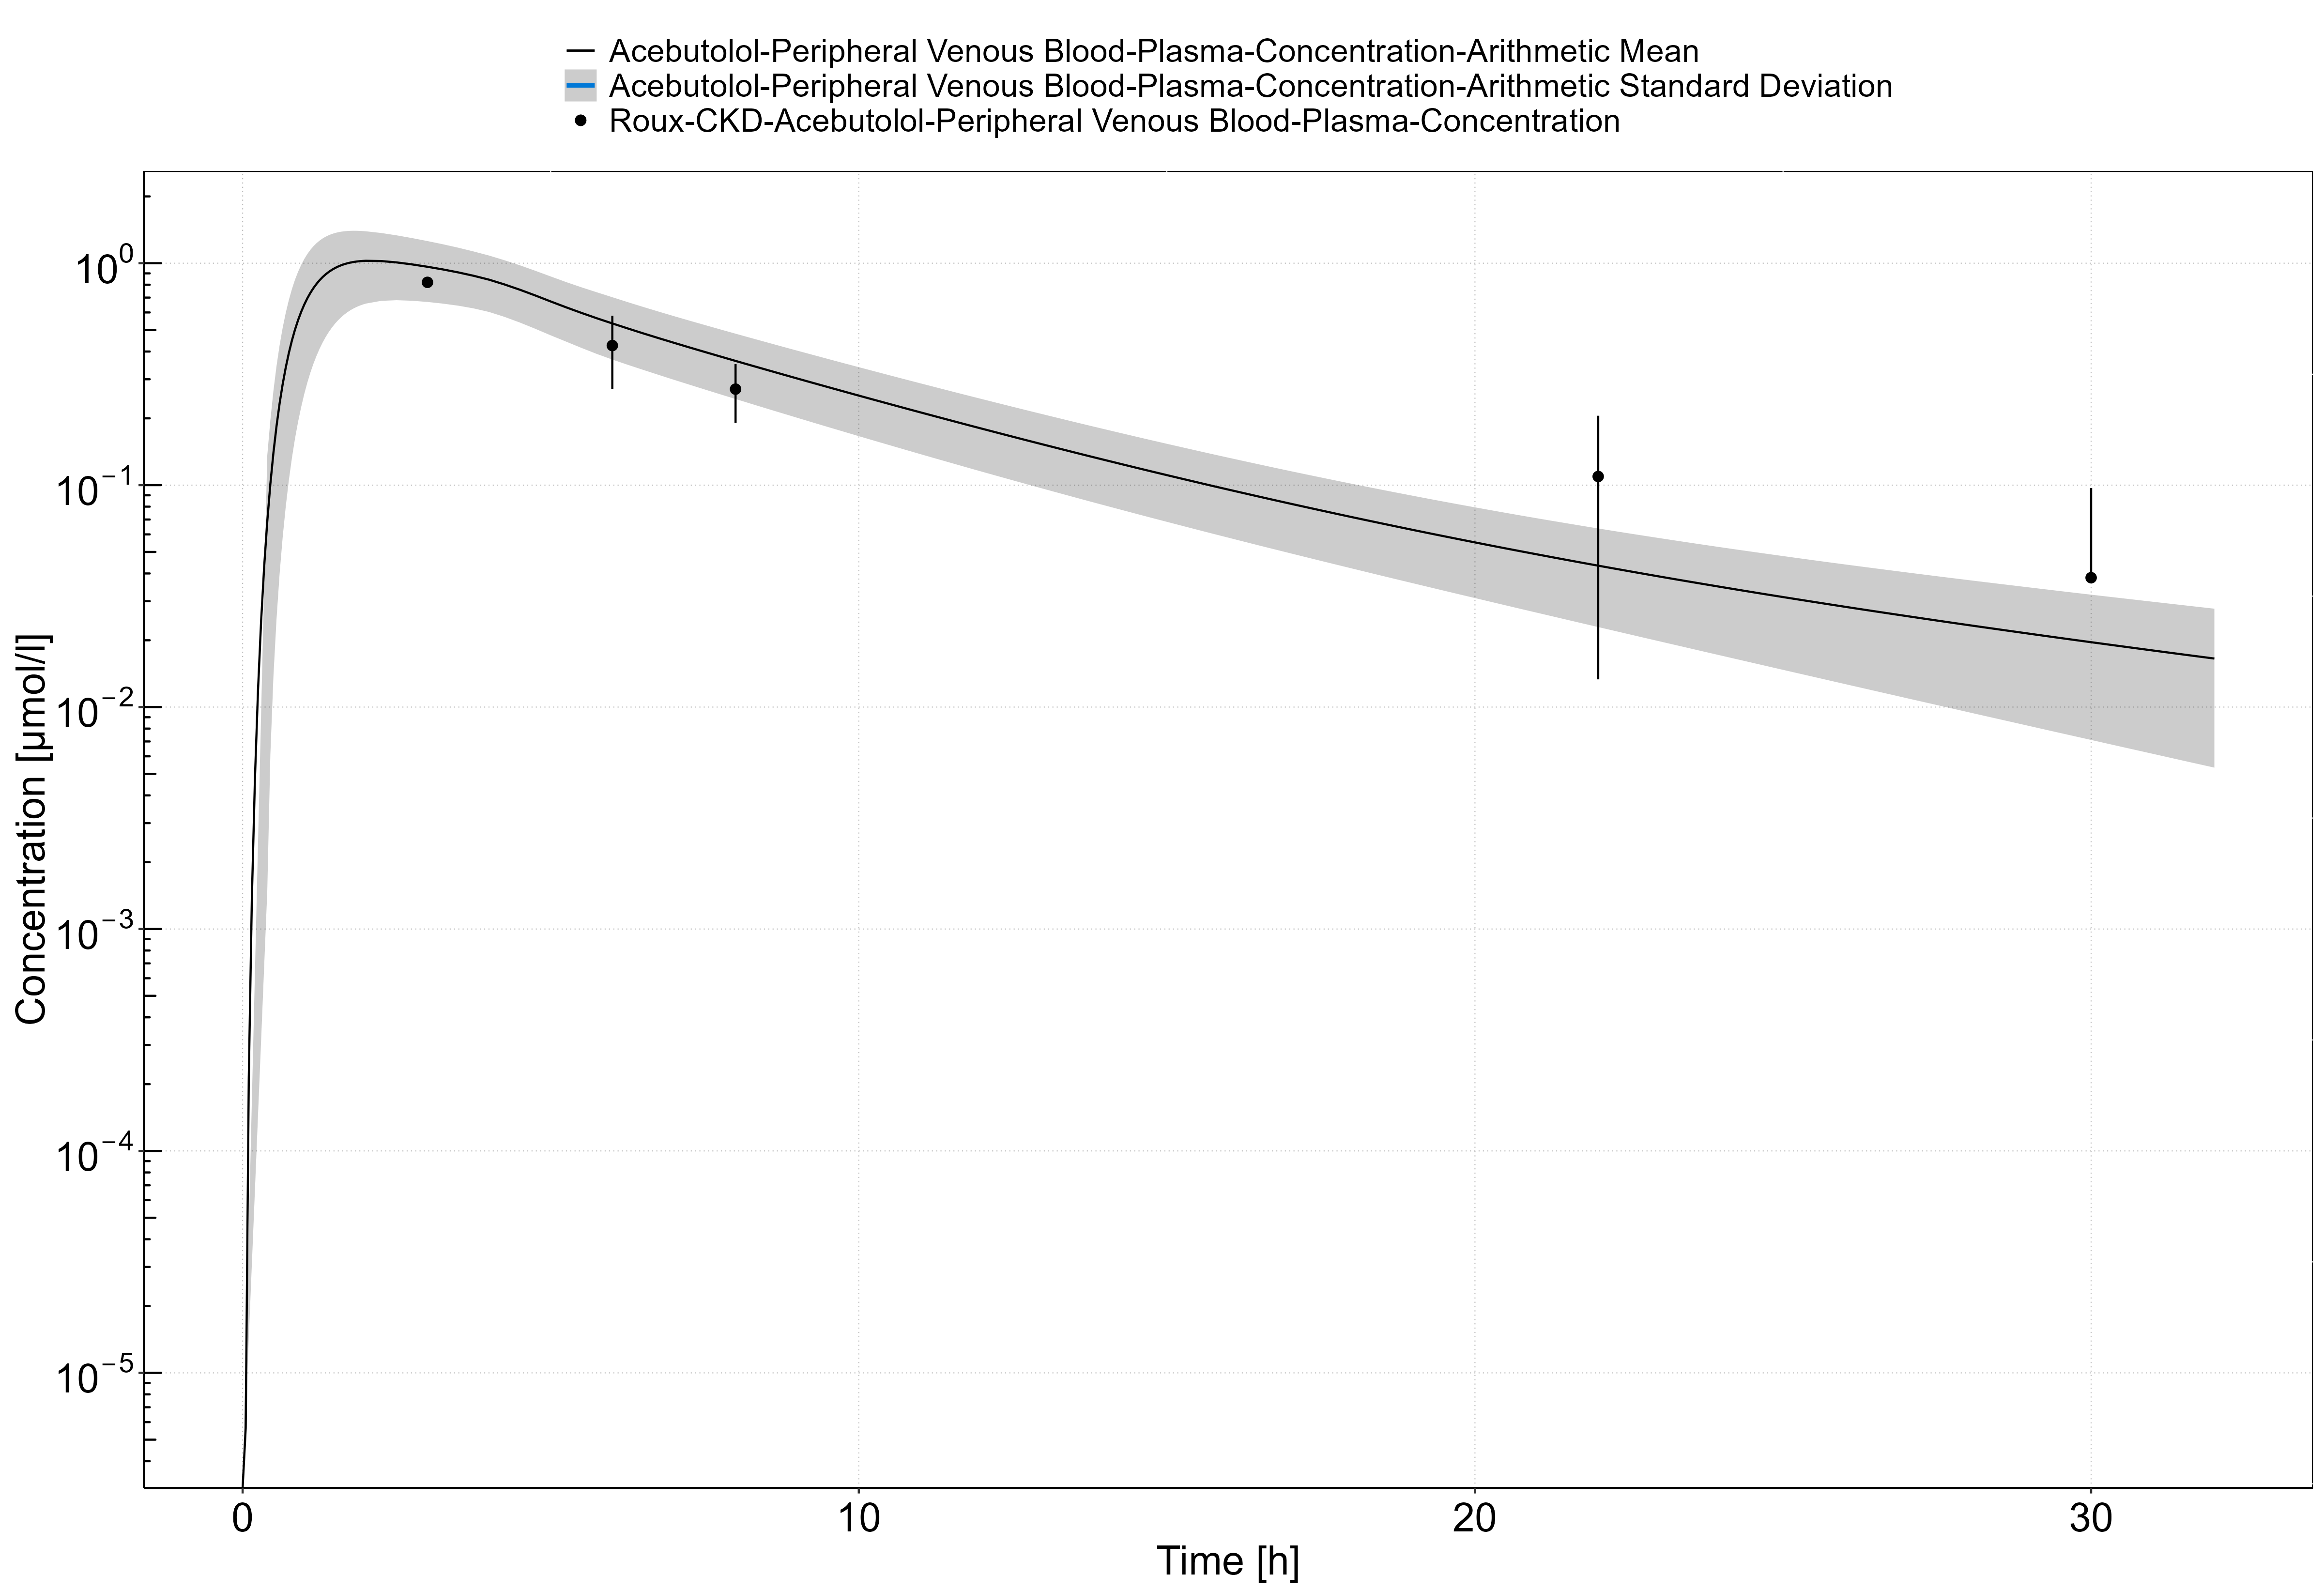 Acebutolol-Peripheral Venous Blood-Plasma-Concentration-Arithmetic Mean
Acebutolol-Peripheral Venous Blood-Plasma-Concentration-Arithmetic Standard Deviation
Roux-CKD-Acebutolol-Peripheral Venous Blood-Plasma-Concentration
Concentration [µmol/l]
10⁰
10⁻¹
10⁻²
10⁻³
10⁻⁴
10⁻⁵
0 10 20 30
Time [h]